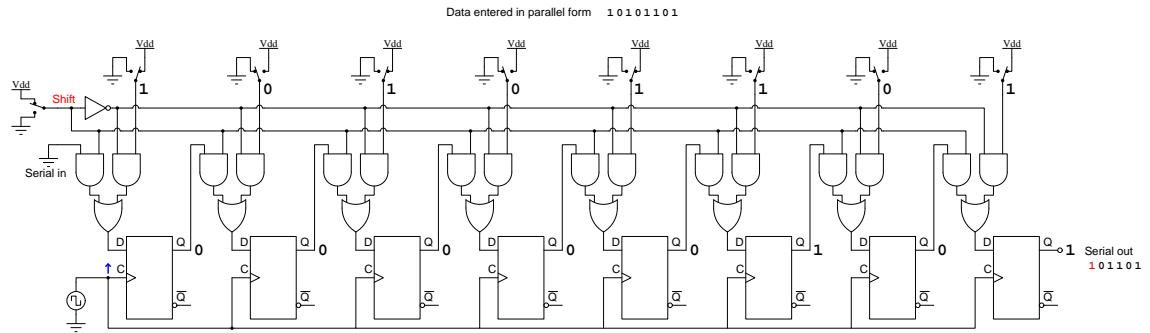 Data entered in parallel form 1 0 1 0 1 1 0 1
Vdd Vdd Vdd Vdd Vdd Vdd Vdd Vdd
1 0 1 0 1 1 0 1
Vdd
Shift
Serial in
D Q D Q D Q D Q D Q D Q D Q D Q
0 0 0 0 0 1 0 1
Serial out
C C C C C C C C
1 0 1 1 0 1
Q Q Q Q Q Q Q Q